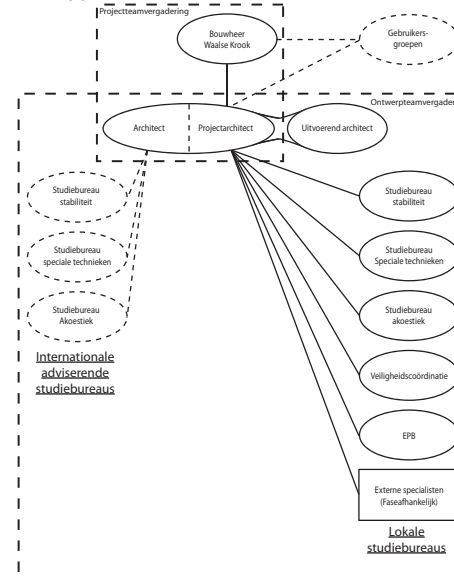 Projectteamvergadering
Bouwheer
Waalse Krook
Gebruikers-
groepen
Ontwerpteamvergader
Architect
Projectarchitect
Uitvoerend architect
Studiebureau
stabiliteit
Studiebureau
speciale technieken
Studiebureau
Akoestiek
Internationale
adviserende
studiebureaus
Studiebureau
stabiliteit
Studiebureau
Speciale technieken
Studiebureau
akoestiek
Veiligheidscoördinatie
EPB
Externe specialisten
(Faseafhankelijk)
Lokale
studiebureaus